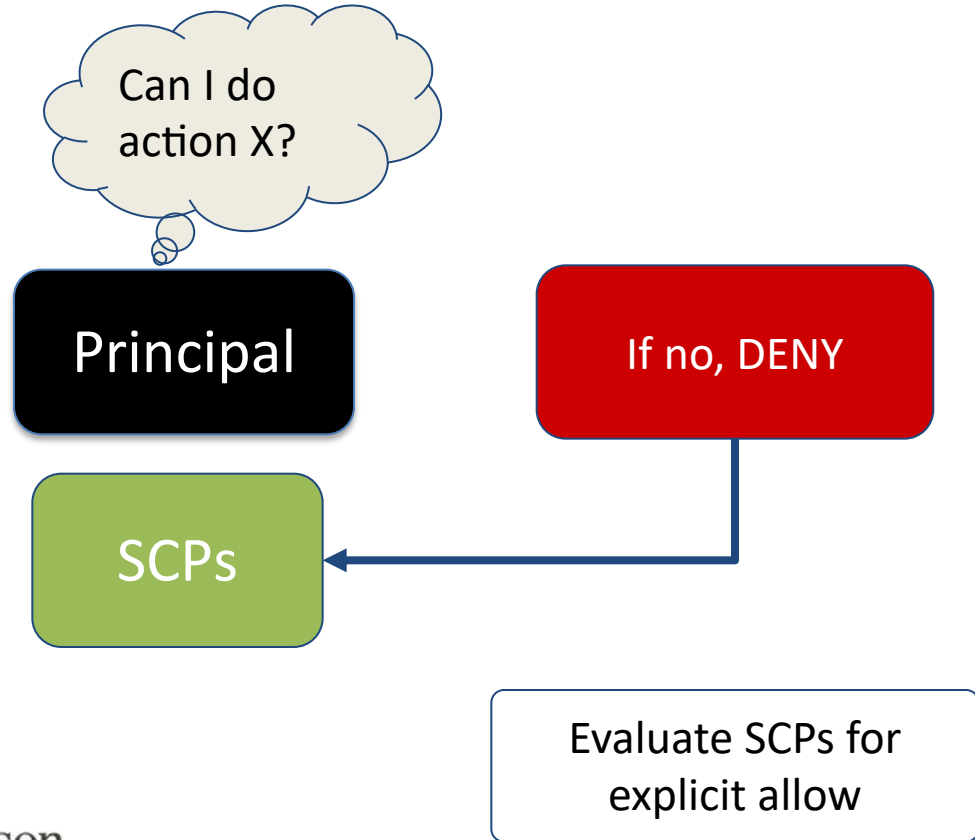 Can I do
action X?
Principal
If no, DENY
SCPs
Evaluate SCPs for
explicit allow